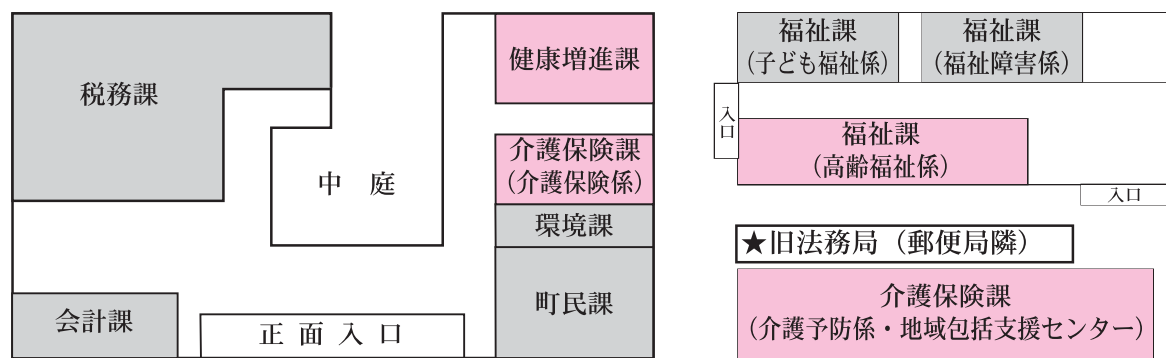 税務課
中庭
会計課
正面入口
健康増進課
介護保険課
（介護保険係）
環境課
町民課
福祉課
（子ども福祉係）
福祉課
（福祉障害係）
入口
福祉課
（高齢福祉係）
入口
★旧法務局（郵便局隣）
介護保険課
（介護予防係・地域包括支援センター）